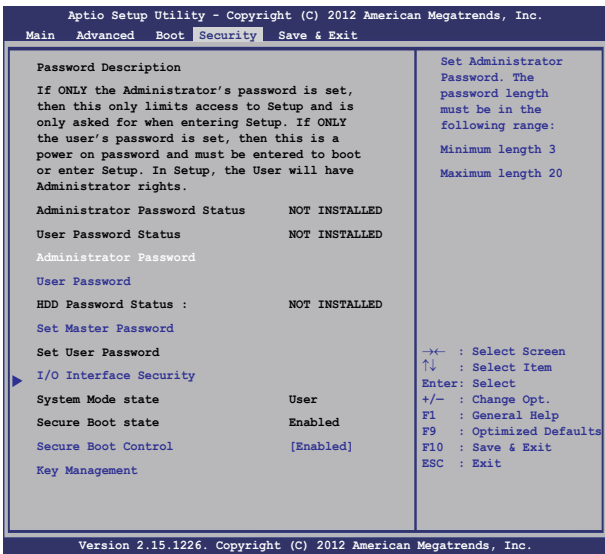 Aptio Setup Utility - Copyright (C) 2012 American Megatrends, Inc.
Main Advanced Boot Security Save & Exit
Password Description
If ONLY the Administrator's password is set,
then this only limits access to Setup and is
only asked for when entering Setup. If ONLY
the user's password is set, then this is a
power on password and must be entered to boot
or enter Setup. In Setup, the User will have
Administrator rights.
Administrator Password Status NOT INSTALLED
User Password Status NOT INSTALLED
Administrator Password
User Password
HDD Password Status : NOT INSTALLED
Set Master Password
Set User Password
I/O Interface Security
System Mode state User
Secure Boot state Enabled
Secure Boot Control [Enabled]
Key Management
Set Administrator
Password. The
password length
must be in the
following range:
Minimum length 3
Maximum length 20
→← : Select Screen
↑↓ : Select Item
Enter: Select
+/— : Change Opt.
F1 : General Help
F9 : Optimized Defaults
F10 : Save & Exit
ESC : Exit
Version 2.15.1226. Copyright (C) 2012 American Megatrends, Inc.